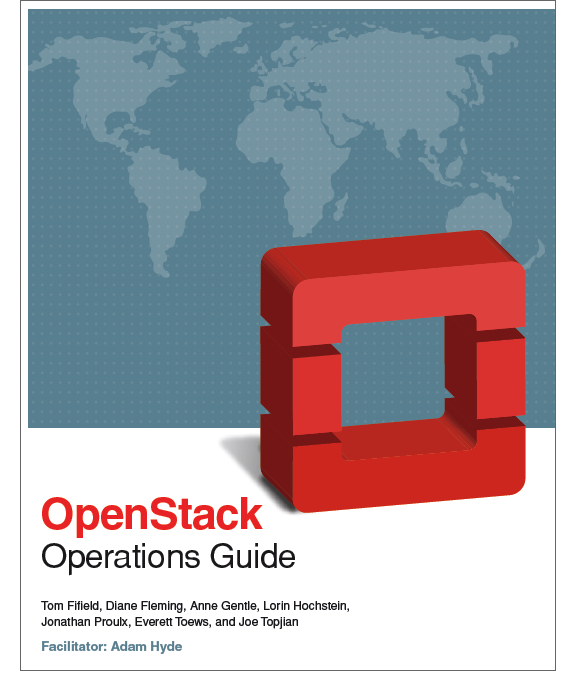 OpenStack
Operations Guide
Tom Fifield, Diane Fleming, Anne Gentle, Lorin Hochstein,
Jonathan Proulx, Everett Toews, and Joe Topjian
Facilitator: Adam Hyde